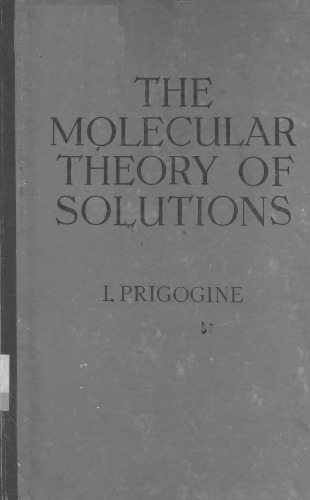 THE
MOLECULAR
THEORY OF
SOLUTIONS
I. PRIGOGINE